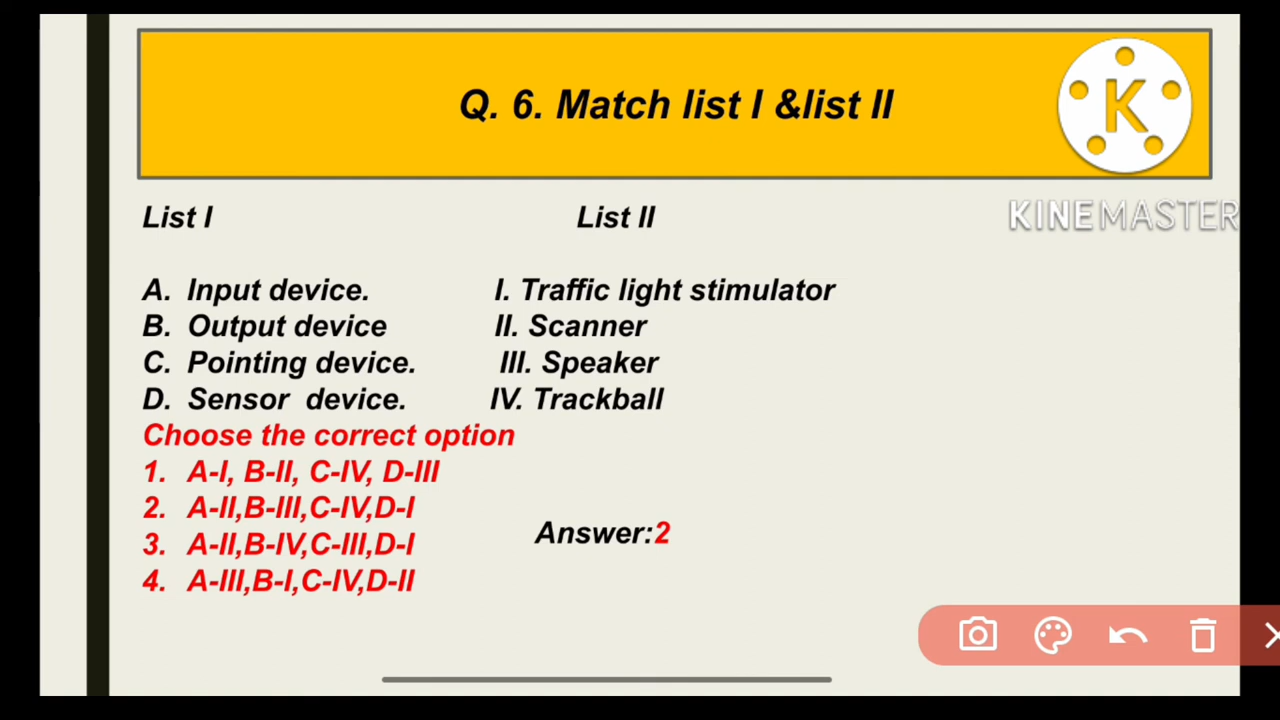 Q. 6. Match list I &list II
K
KINEMASTER
List I List II
A. Input device. I. Traffic light stimulator
B. Output device II. Scanner
C. Pointing device. III. Speaker
D. Sensor device. IV. Trackball
Choose the correct option
1. A-I, B-II, C-IV, D-III
2. A-II,B-III,C-IV,D-I
3. A-II,B-IV,C-III,D-I
4. A-III,B-I,C-IV,D-II
Answer:2